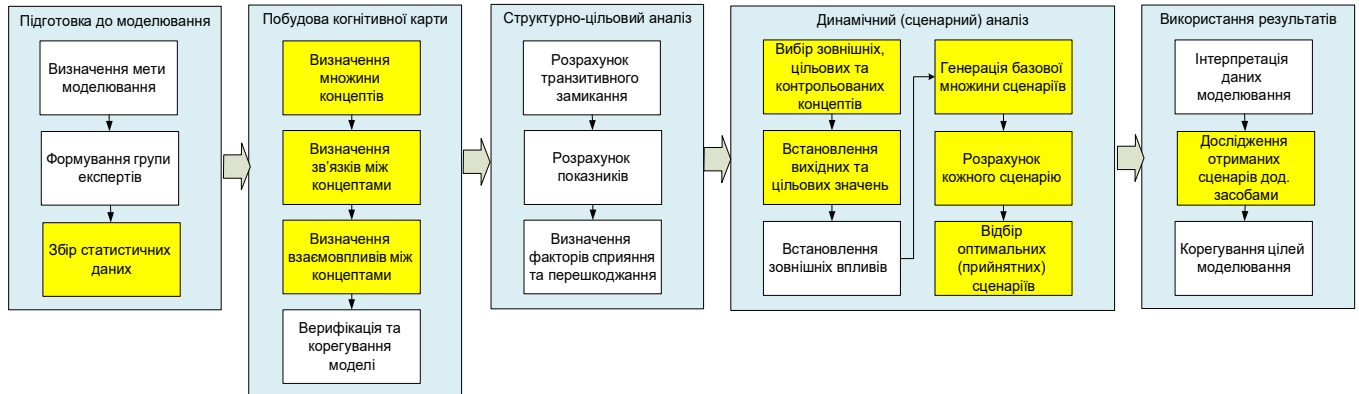 Підготовка до моделювання
Визначення мети
моделювання
Формування групи
експертів
Збір статистичних
даних
Побудова когнітивної карти
Визначення
множини
концептів
Визначення
зв’язків між
концептами
Визначення
взаємовпливів між
концептами
Верифікація та
корегування
моделі
Структурно-цільовий аналіз
Розрахунок
транзитивного
замикання
Розрахунок
показників
Визначення
факторів сприяння
та перешкоджання
Динамічний (сценарний) аналіз
Вибір зовнішніх,
цільових та
контрольованих
концептів
Встановлення
вихідних та
цільових значень
Встановлення
зовнішніх впливів
Генерація базової
множини сценаріїв
Розрахунок
кожного сценарію
Відбір
оптимальних
(прийнятних)
сценаріїв
Використання результатів
Інтерпретація
даних
моделювання
Дослідження
отриманих
сценарів дод.
засобами
Корегування цілей
моделювання